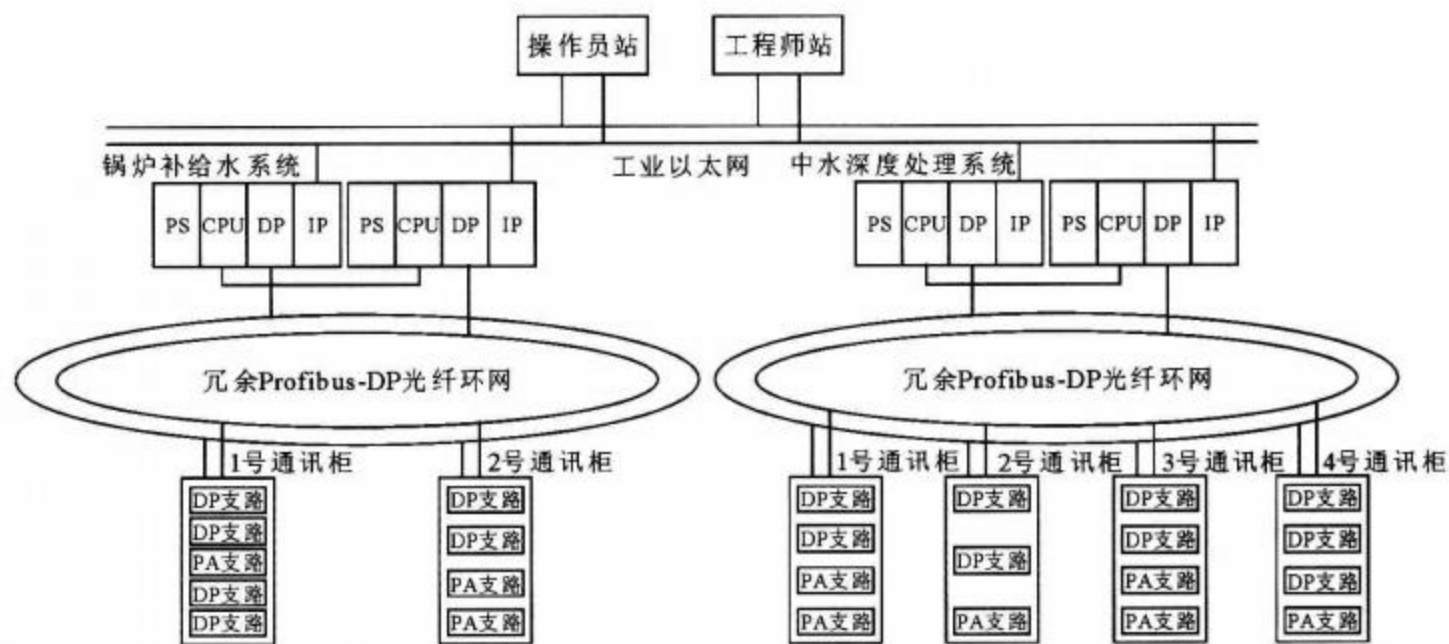 操作员站
工程师站
锅炉补给水系统
工业以太网
中水深度处理系统
PS CPU DP IP
PS CPU DP IP
PS CPU DP IP
PS CPU DP IP
冗余Profibus-DP光纤环网
冗余Profibus-DP光纤环网
1号通讯柜
2号通讯柜
1号通讯柜
2号通讯柜
3号通讯柜
4号通讯柜
DP支路
DP支路
PA支路
DP支路
DP支路
DP支路
DP支路
PA支路
PA支路
DP支路
DP支路
PA支路
PA支路
DP支路
DP支路
PA支路
DP支路
DP支路
PA支路
PA支路
DP支路
DP支路
DP支路
PA支路